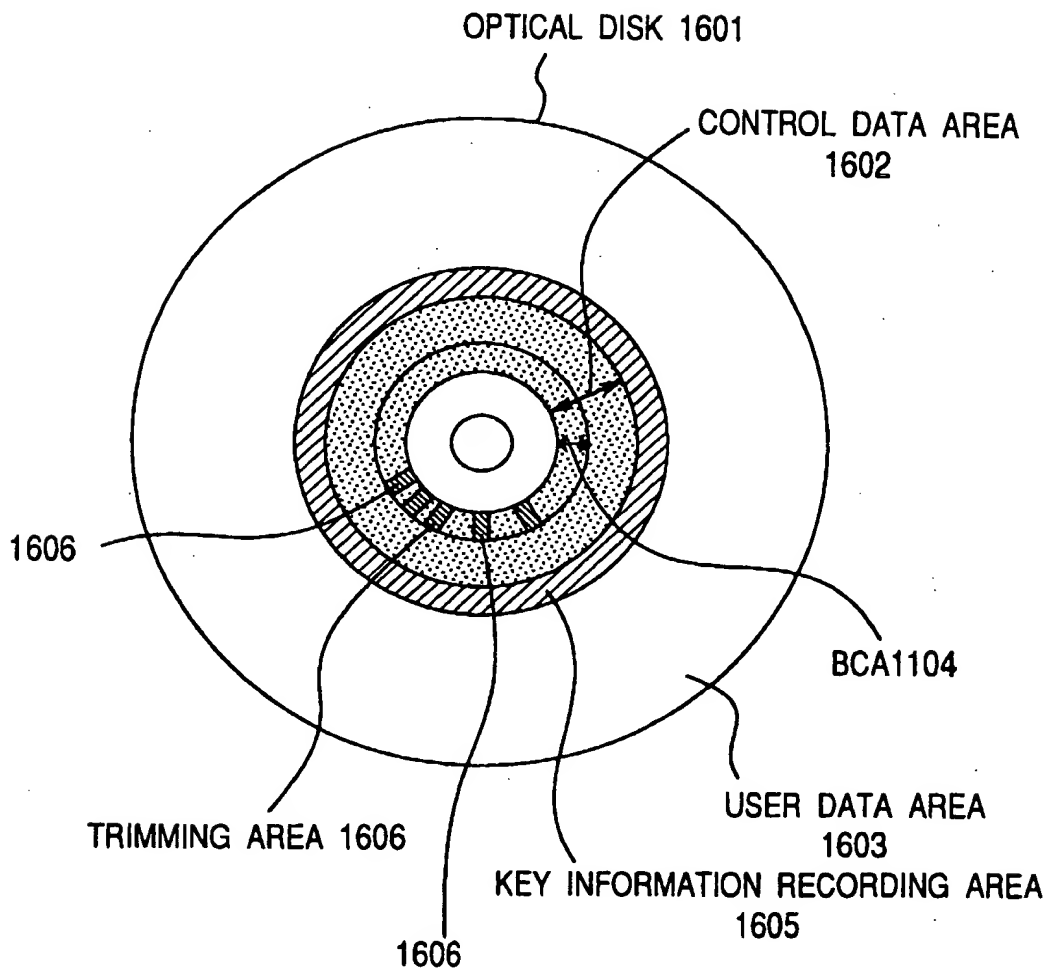 OPTICAL DISK 1601
CONTROL DATA AREA
1602
1606
BCA1104
TRIMMING AREA 1606
USER DATA AREA
1603
KEY INFORMATION RECORDING AREA
1605
1606